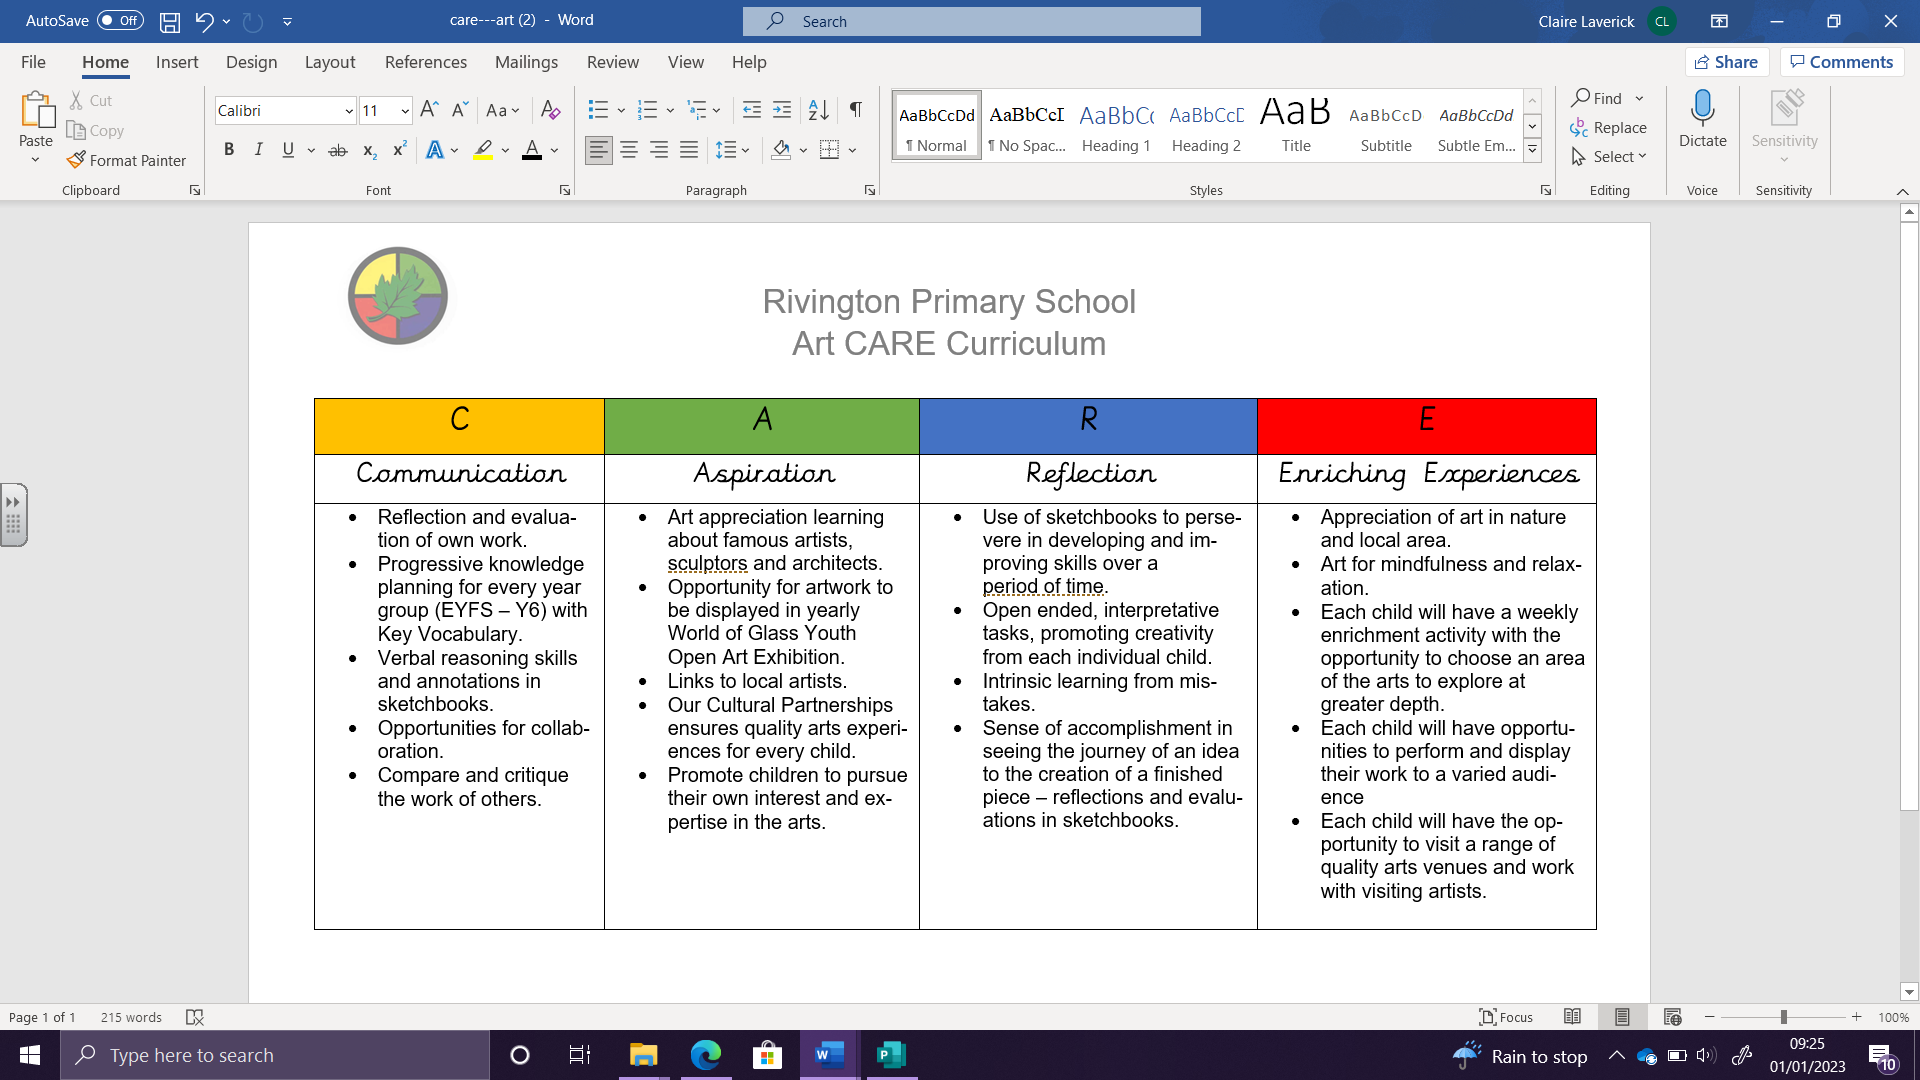 AutoSave Off care---art (2) - Word Search Claire Laverick CL
File Home Insert Design Layout References Mailings Review View Help Share Comments
Paste
Cut
Copy
Format Painter
Clipboard
Calibri 11
Font
Paragraph
AaBbCcDd AaBbCcI AaBbC AaBbCcD AaB AaBbCcD AaBbCcDd
¶ Normal ¶ No Spac... Heading 1 Heading 2 Title Subtitle Subtle Em...
Styles
Find
Replace
Select
Editing
Dictate
Voice
Sensitivity
Sensitivity
Rivington Primary School
Art CARE Curriculum
C A R E
Communication Aspiration Reflection Enriching Experiences
• Reflection and evalua-
tion of own work.
• Progressive knowledge
planning for every year
group (EYFS – Y6) with
Key Vocabulary.
• Verbal reasoning skills
and annotations in
sketchbooks.
• Opportunities for collab-
oration.
• Compare and critique
the work of others.
• Art appreciation learning
about famous artists,
sculptors and architects.
• Opportunity for artwork to
be displayed in yearly
World of Glass Youth
Open Art Exhibition.
• Links to local artists.
• Our Cultural Partnerships
ensures quality arts experi-
ences for every child.
• Promote children to pursue
their own interest and ex-
pertise in the arts.
• Use of sketchbooks to perse-
vere in developing and im-
proving skills over a
period of time.
• Open ended, interpretative
tasks, promoting creativity
from each individual child.
• Intrinsic learning from mis-
takes.
• Sense of accomplishment in
seeing the journey of an idea
to the creation of a finished
piece – reflections and evalu-
ations in sketchbooks.
• Appreciation of art in nature
and local area.
• Art for mindfulness and relax-
ation.
• Each child will have a weekly
enrichment activity with the
opportunity to choose an area
of the arts to explore at
greater depth.
• Each child will have opportu-
nities to perform and display
their work to a varied audi-
ence
• Each child will have the op-
portunity to visit a range of
quality arts venues and work
with visiting artists.
Page 1 of 1 215 words Focus 100%
Type here to search Rain to stop 09:25
01/01/2023 10